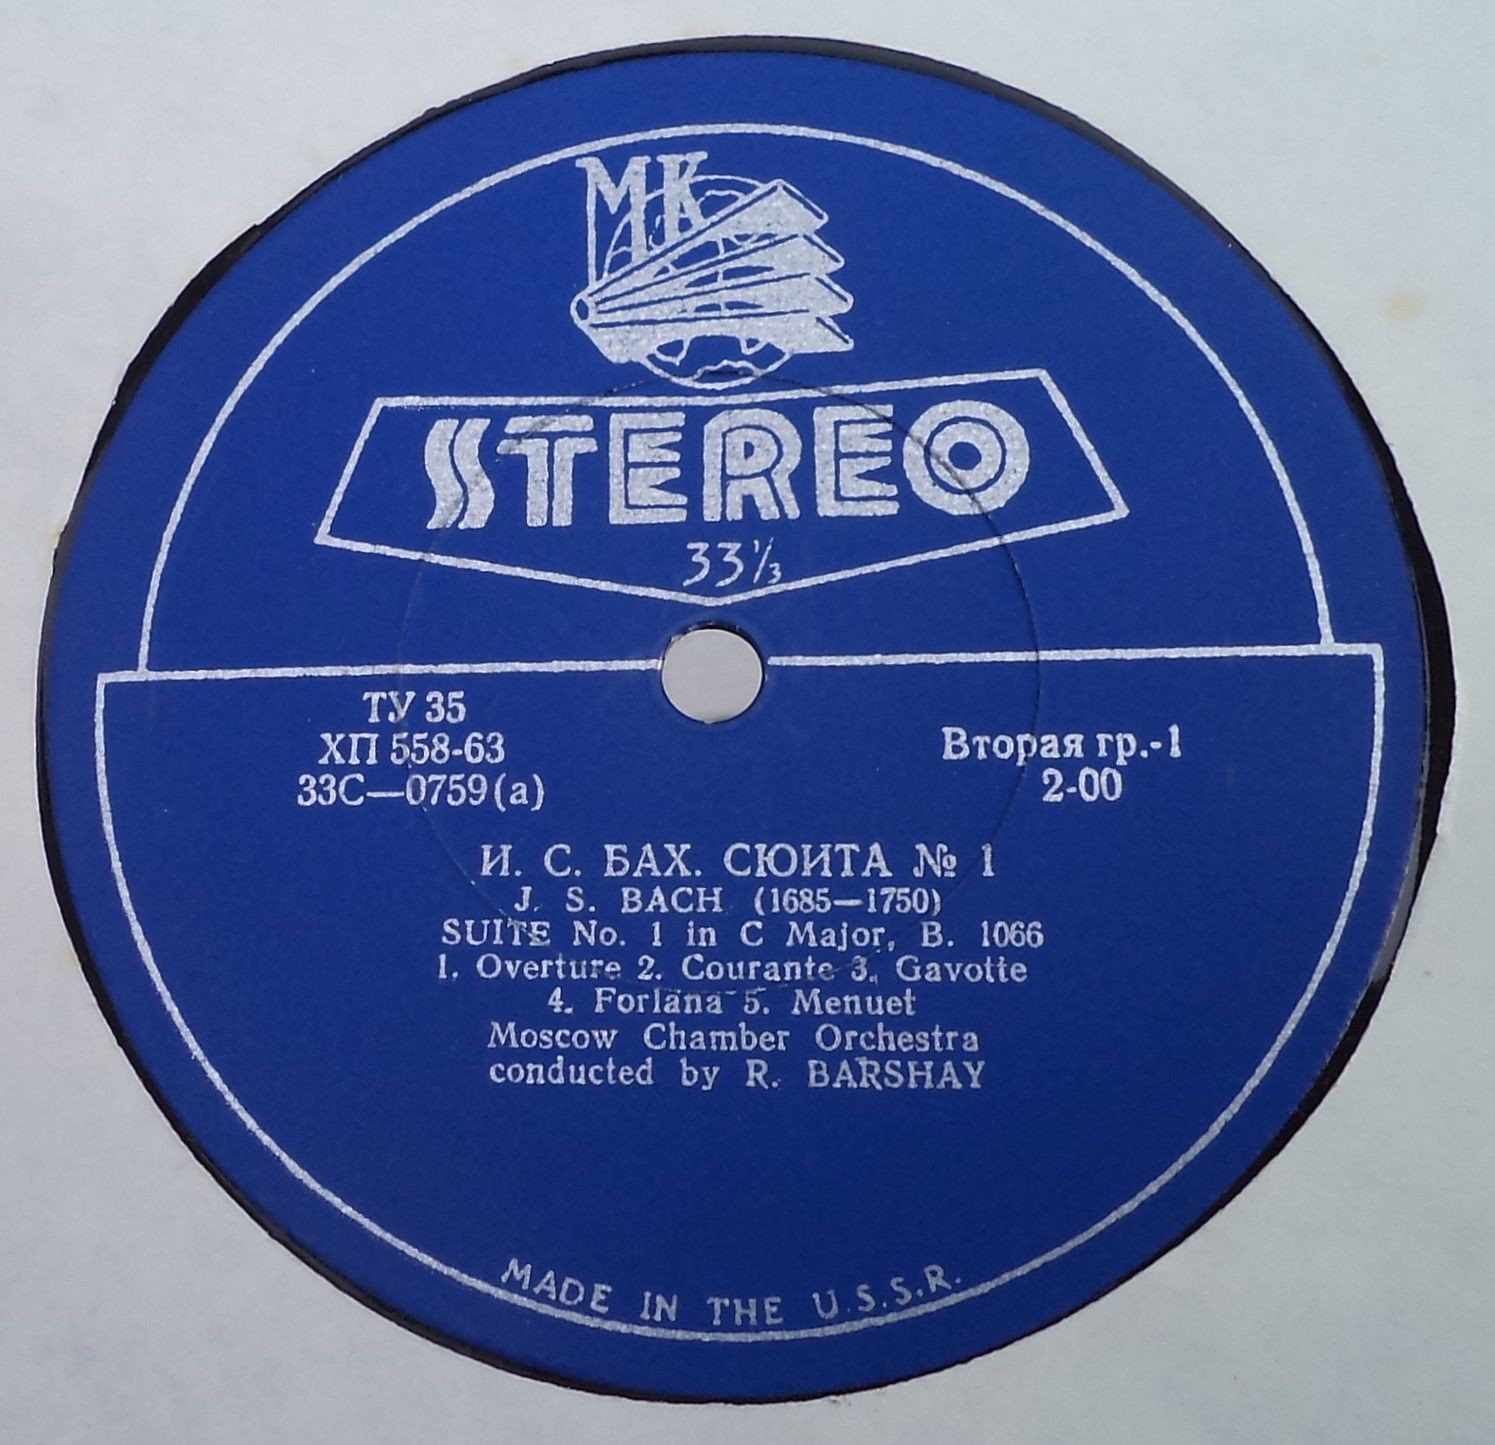 МК
STEREO
33⅓
ТУ 35
ХП 558-63
33С—0759(а)
Вторая гр.-1
2-00
И. С. БАХ. СЮИТА № 1
J. S. BACH (1685—1750)
SUITE No. 1 in C Major, B. 1066
1. Overture 2. Courante 3. Gavotte
4. Forlana 5. Menuet
Moscow Chamber Orchestra
conducted by R. BARSHAY
MADE IN THE U.S.S.R.